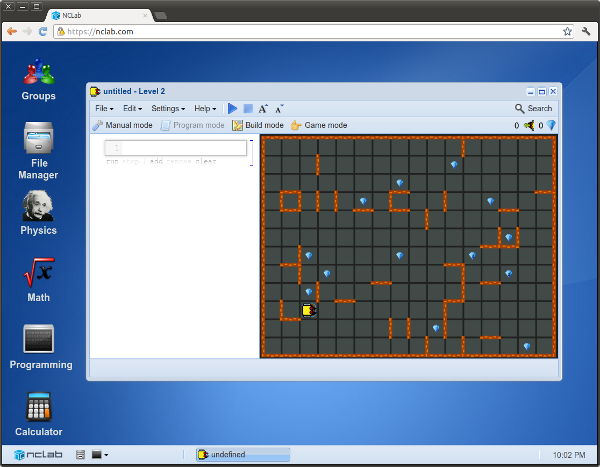 NCLab
https://nclab.com
Groups
File
Manager
Physics
Math
Programming
Calculator
untitled - Level 2
File Edit Settings Help A A Search
Manual mode Program mode Build mode Game mode 0 0
1
run stop | add remove clear
x
nclab undefined 10:02 PM